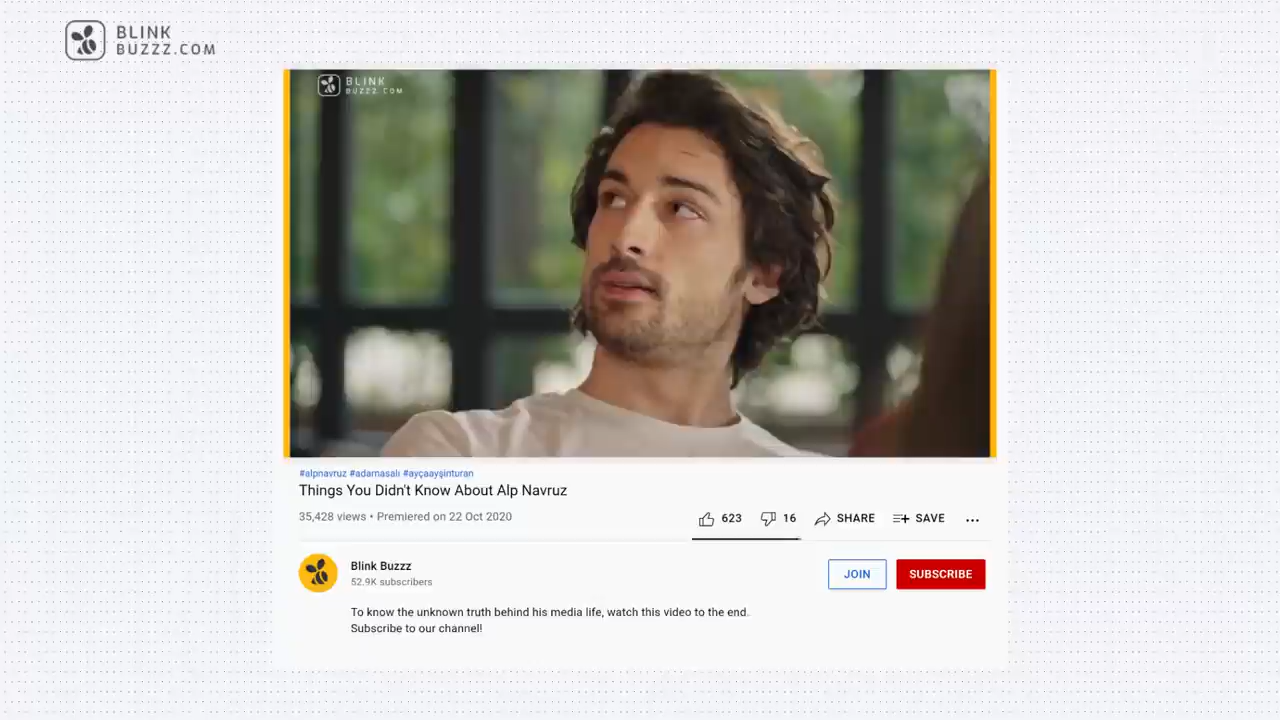 BLINK
BUZZZ.COM
BLINK
BUZZZ.COM
#alpnavruz #adamasalı #ayçaayşinturan
Things You Didn't Know About Alp Navruz
35,428 views • Premiered on 22 Oct 2020
623 16 SHARE SAVE ...
Blink Buzzz
52.9K subscribers
JOIN SUBSCRIBE
To know the unknown truth behind his media life, watch this video to the end.
Subscribe to our channel!